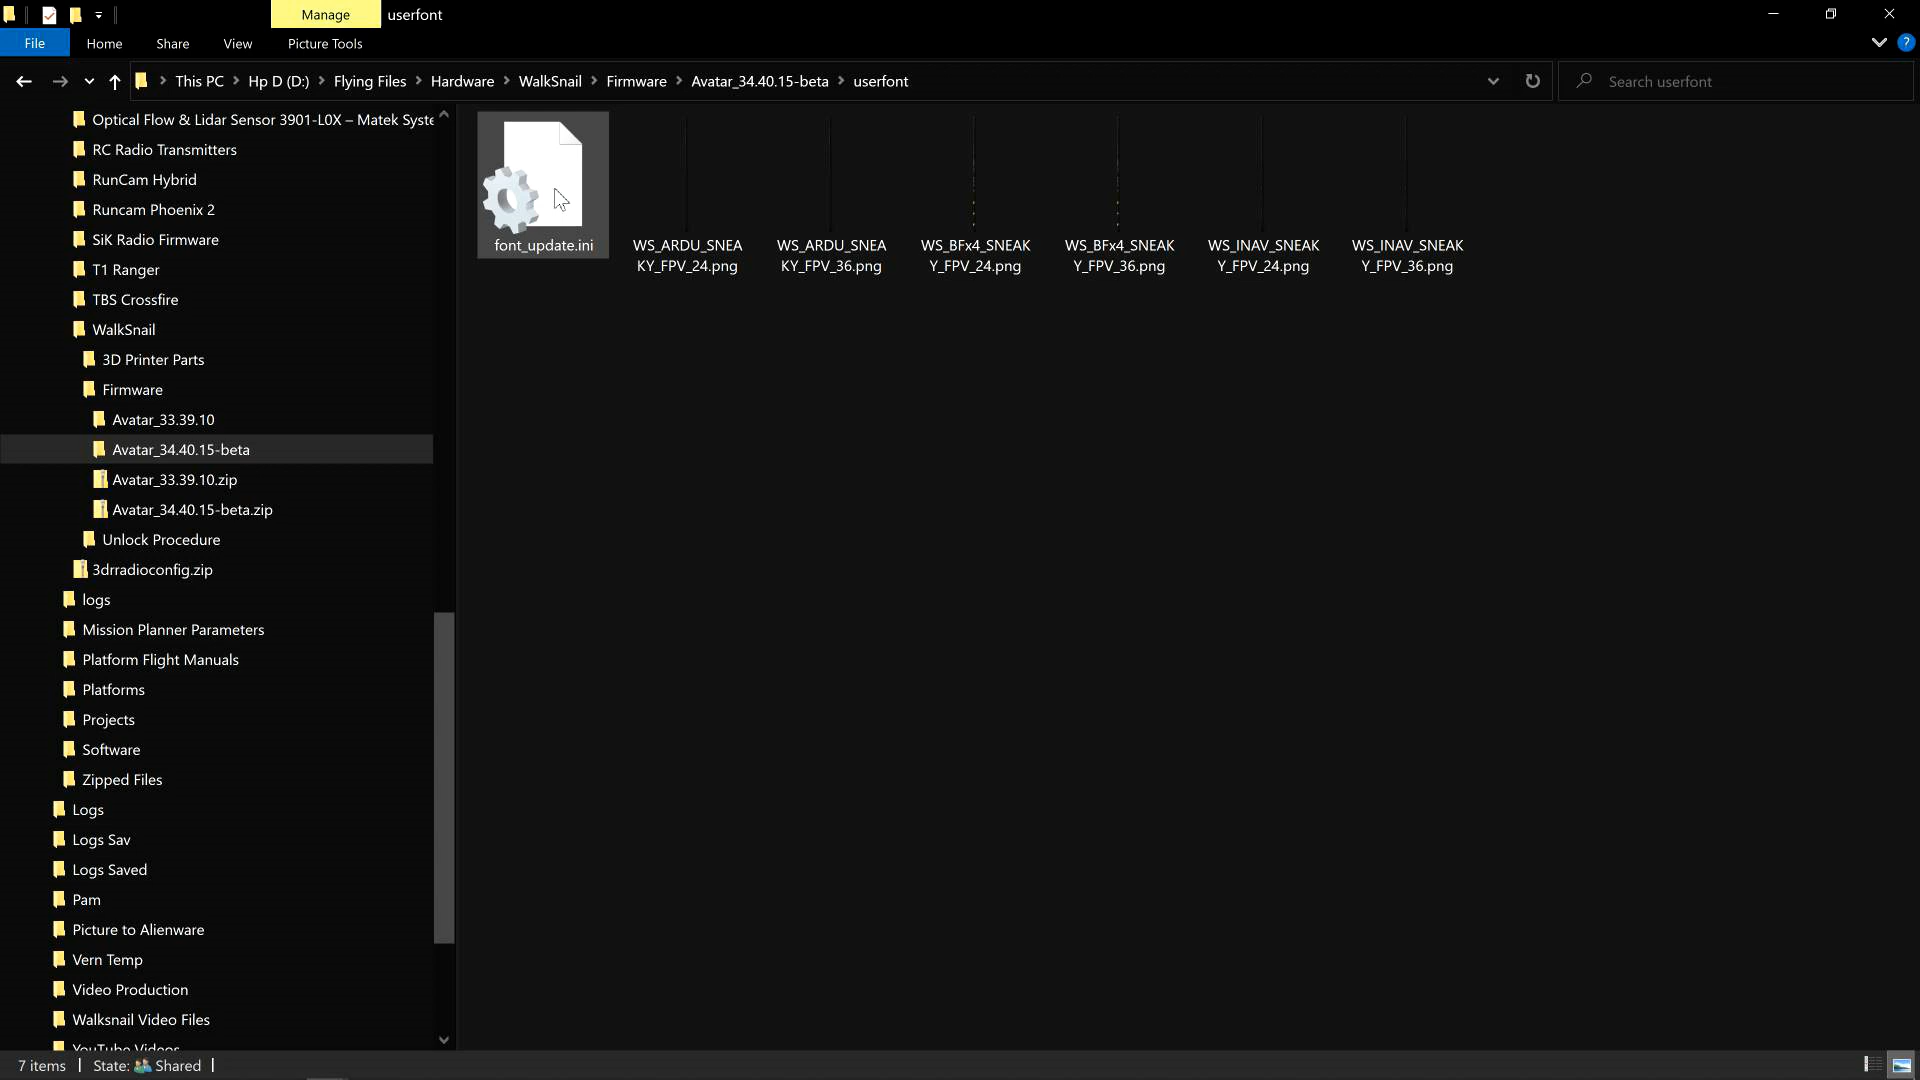 Manage
userfont
File
Home
Share
View
Picture Tools
This PC
Hp D (D:)
Flying Files
Hardware
WalkSnail
Firmware
Avatar_34.40.15-beta
userfont
Search userfont
Optical Flow & Lidar Sensor 3901-L0X – Matek Syste
RC Radio Transmitters
RunCam Hybrid
Runcam Phoenix 2
SiK Radio Firmware
T1 Ranger
TBS Crossfire
WalkSnail
3D Printer Parts
Firmware
Avatar_33.39.10
Avatar_34.40.15-beta
Avatar_33.39.10.zip
Avatar_34.40.15-beta.zip
Unlock Procedure
3drradioconfig.zip
logs
Mission Planner Parameters
Platform Flight Manuals
Platforms
Projects
Software
Zipped Files
Logs
Logs Sav
Logs Saved
Pam
Picture to Alienware
Vern Temp
Video Production
Walksnail Video Files
YouTube Videos
font_update.ini
WS_ARDU_SNEA
KY_FPV_24.png
WS_ARDU_SNEA
KY_FPV_36.png
WS_BFx4_SNEAK
Y_FPV_24.png
WS_BFx4_SNEAK
Y_FPV_36.png
WS_INAV_SNEAK
Y_FPV_24.png
WS_INAV_SNEAK
Y_FPV_36.png
7 items
State:
Shared